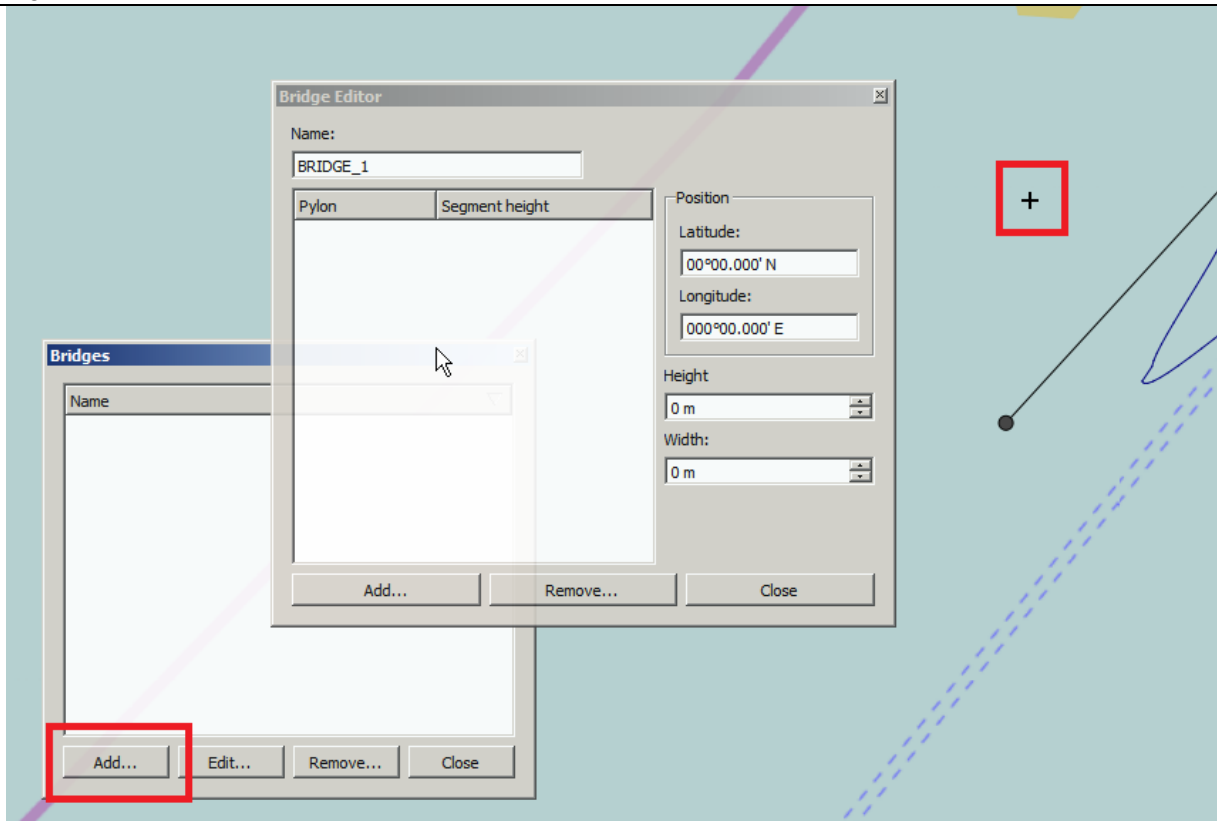 Bridge Editor
Name:
BRIDGE_1
Pylon Segment height
Position
Latitude:
00°00.000' N
Longitude:
000°00.000' E
Height
0 m
Width:
0 m
Add... Remove... Close
Bridges
Name
Add... Edit... Remove... Close